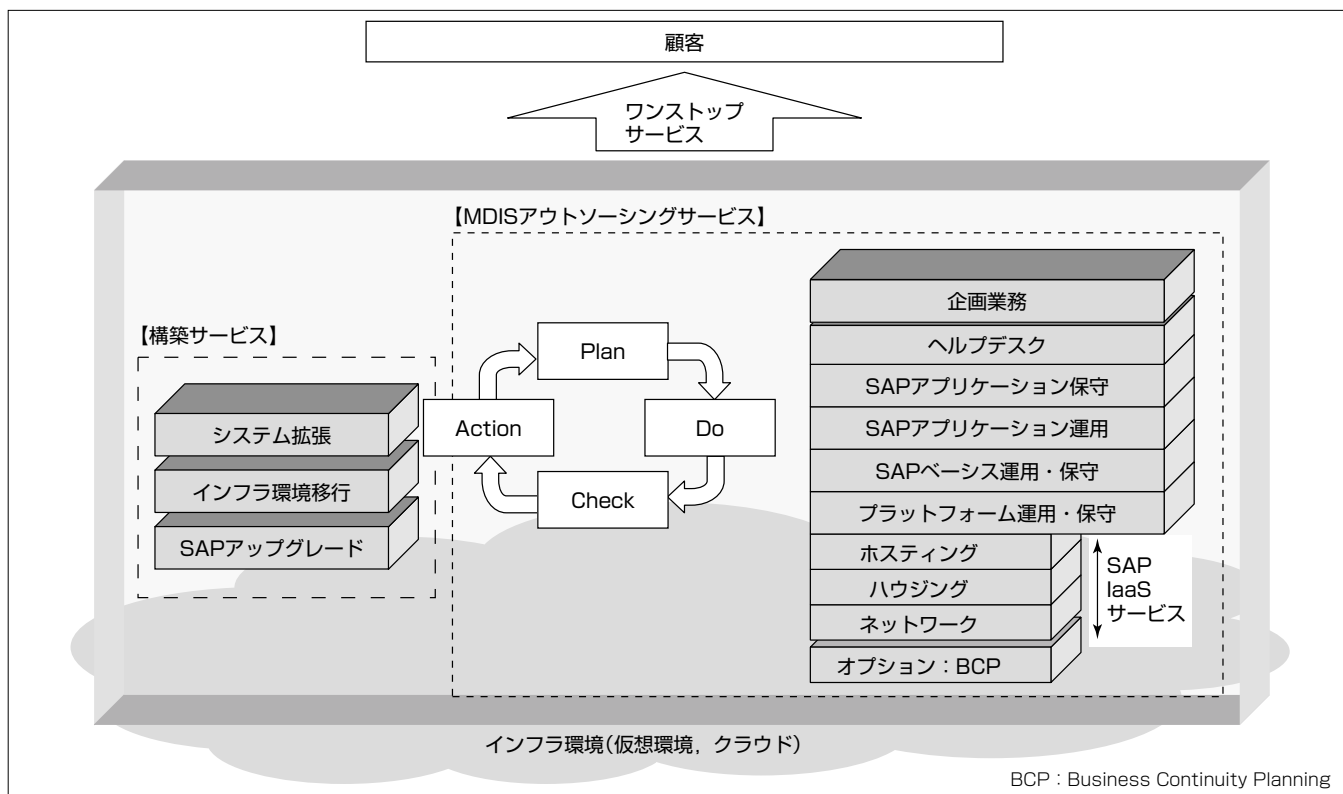 顧客
ワンストップ
サービス
【MDISアウトソーシングサービス】
【構築サービス】
システム拡張
インフラ環境移行
SAPアップグレード
Plan
Do
Check
Action
企画業務
ヘルプデスク
SAPアプリケーション保守
SAPアプリケーション運用
SAPベーシス運用・保守
プラットフォーム運用・保守
ホスティング
ハウジング
ネットワーク
オプション：BCP
SAP
IaaS
サービス
インフラ環境(仮想環境，クラウド)
BCP：Business Continuity Planning